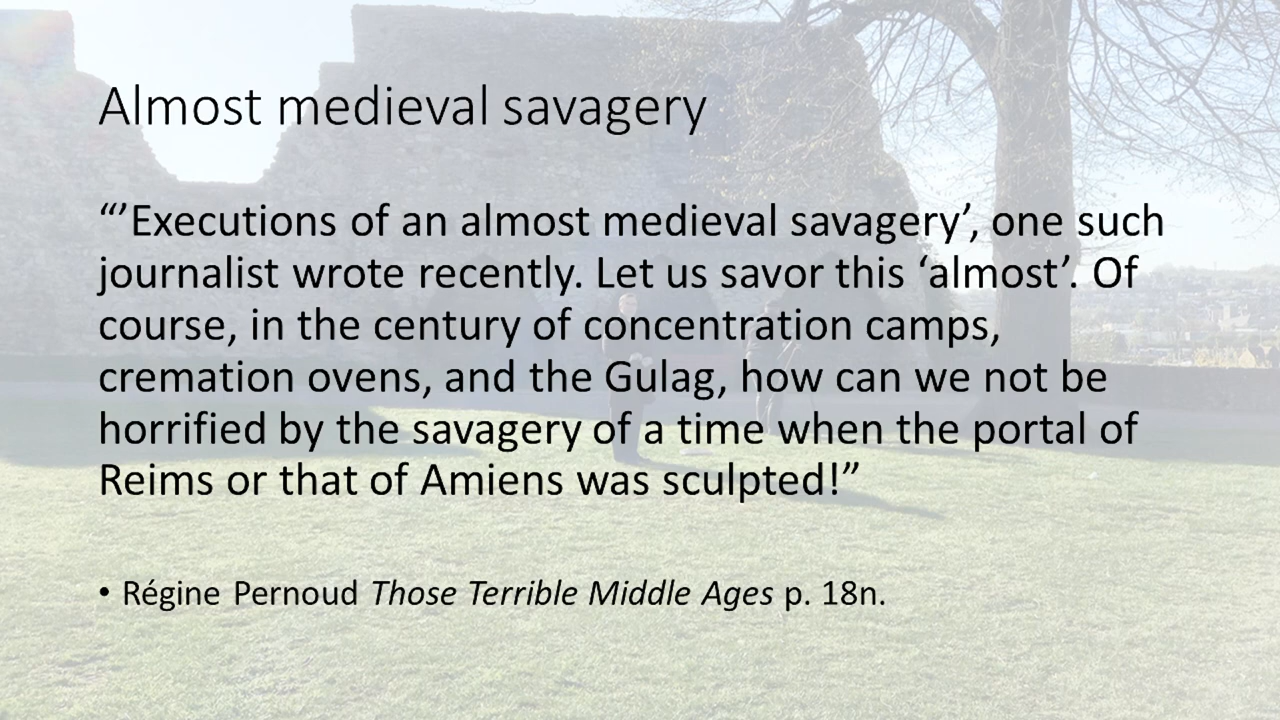 Almost medieval savagery
“’Executions of an almost medieval savagery’, one such
journalist wrote recently. Let us savor this ‘almost’. Of
course, in the century of concentration camps,
cremation ovens, and the Gulag, how can we not be
horrified by the savagery of a time when the portal of
Reims or that of Amiens was sculpted!”
• Régine Pernoud Those Terrible Middle Ages p. 18n.